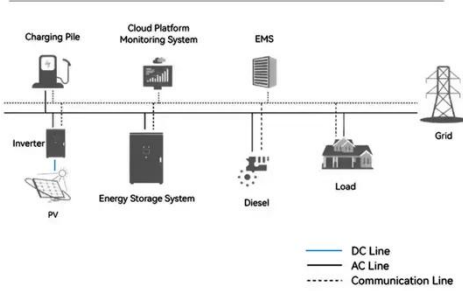 Charging Pile
Cloud Platform
Monitoring System
EMS
Inverter
Grid
PV
Energy Storage System
Diesel
Load
DC Line
AC Line
Communication Line